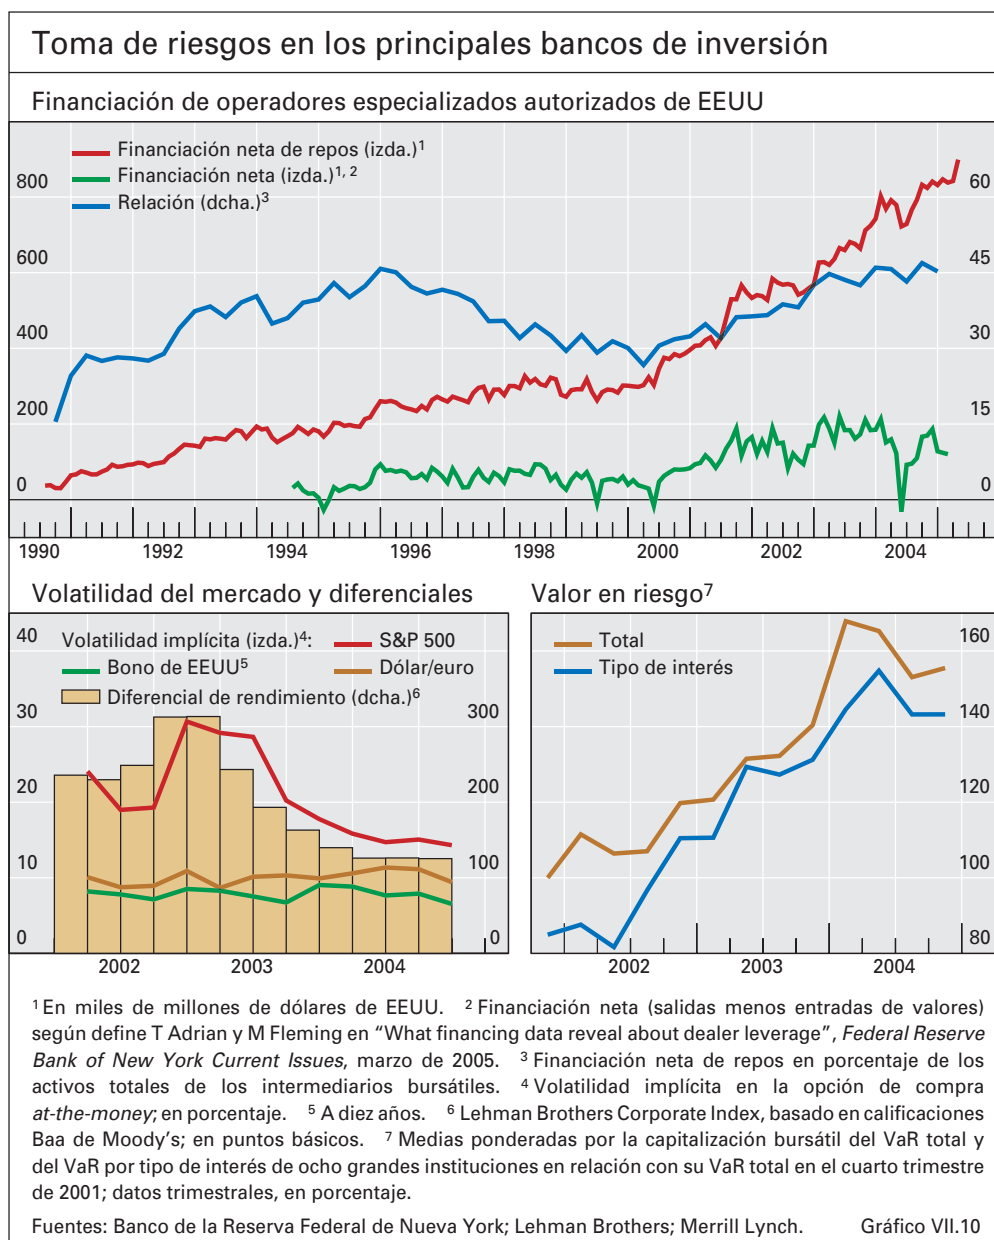 Toma de riesgos en los principales bancos de inversión
Financiación de operadores especializados autorizados de EEUU
Financiación neta de repos (izda.)¹
Financiación neta (izda.)¹, ²
Relación (dcha.)³
800
600
400
200
0
60
45
30
15
0
1990 1992 1994 1996 1998 2000 2002 2004
Volatilidad del mercado y diferenciales
Volatilidad implícita (izda.)⁴:
S&P 500
Bono de EEUU⁵
Dólar/euro
Diferencial de rendimiento (dcha.)⁶
40
30
20
10
0
300
200
100
0
2002 2003 2004
Valor en riesgo⁷
Total
Tipo de interés
160
140
120
100
80
2002 2003 2004
¹ En miles de millones de dólares de EEUU. ² Financiación neta (salidas menos entradas de valores)
según define T Adrian y M Fleming en “What financing data reveal about dealer leverage”, Federal Reserve
Bank of New York Current Issues, marzo de 2005. ³ Financiación neta de repos en porcentaje de los
activos totales de los intermediarios bursátiles. ⁴ Volatilidad implícita en la opción de compra
at-the-money; en porcentaje. ⁵ A diez años. ⁶ Lehman Brothers Corporate Index, basado en calificaciones
Baa de Moody’s; en puntos básicos. ⁷ Medias ponderadas por la capitalización bursátil del VaR total y
del VaR por tipo de interés de ocho grandes instituciones en relación con su VaR total en el cuarto trimestre
de 2001; datos trimestrales, en porcentaje.
Fuentes: Banco de la Reserva Federal de Nueva York; Lehman Brothers; Merrill Lynch. Gráfico VII.10